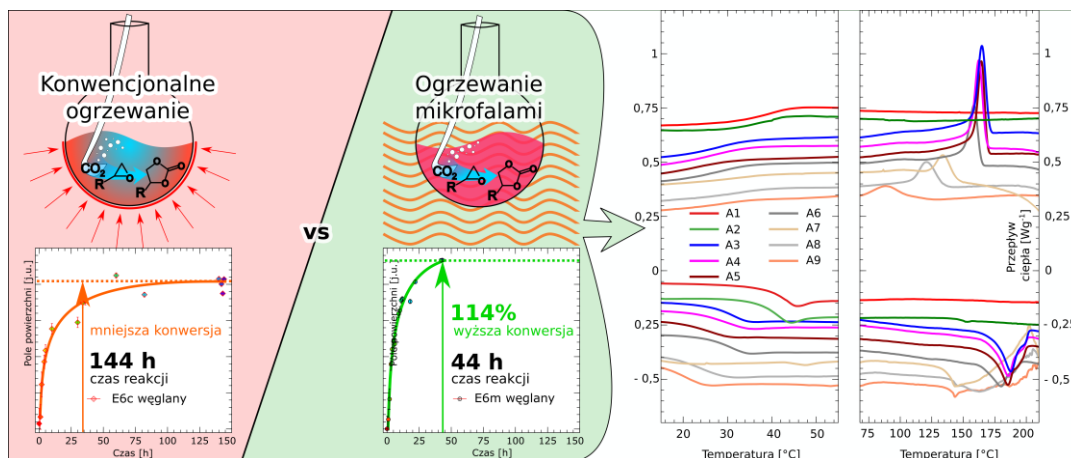 Konwencjonalne
ogrzewanie
CO₂
O
R
O
O
O
R
Pole powierzchni [j.u.]
mniejsza konwersja
144 h
czas reakcji
E6c węglany
0 25 50 75 100 125 150
Czas [h]
vs
Ogrzewanie
mikrofalami
CO₂
O
R
O
O
O
R
Pole powierzchni [j.u.]
114%
wyższa konwersja
44 h
czas reakcji
E6m węglany
0 25 50 75 100 125 150
Czas [h]
1
0,75
0,5
0,25
0
0,25
- 0,5
A1
A2
A3
A4
A5
A6
A7
A8
A9
20 30 40 50
Temperatura [°C]
Przepływ
ciepła [Wg⁻¹]
1
0,75
0,5
0,25
0
0,25
- 0,5
75 100 125 150 175 200
Temperatura [°C]